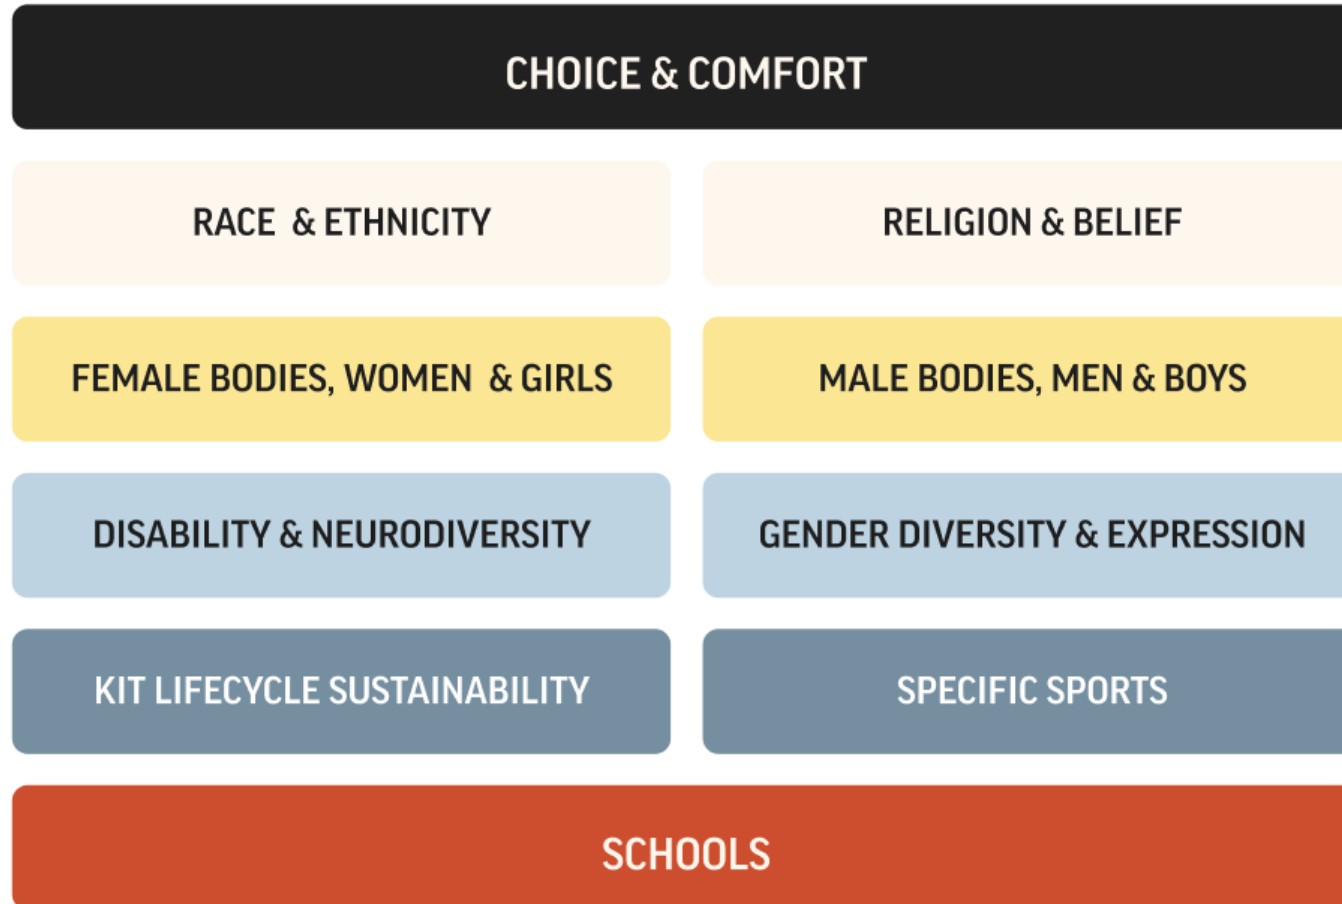 CHOICE & COMFORT
RACE & ETHNICITY
RELIGION & BELIEF
FEMALE BODIES, WOMEN & GIRLS
MALE BODIES, MEN & BOYS
DISABILITY & NEURODIVERSITY
GENDER DIVERSITY & EXPRESSION
KIT LIFECYCLE SUSTAINABILITY
SPECIFIC SPORTS
SCHOOLS